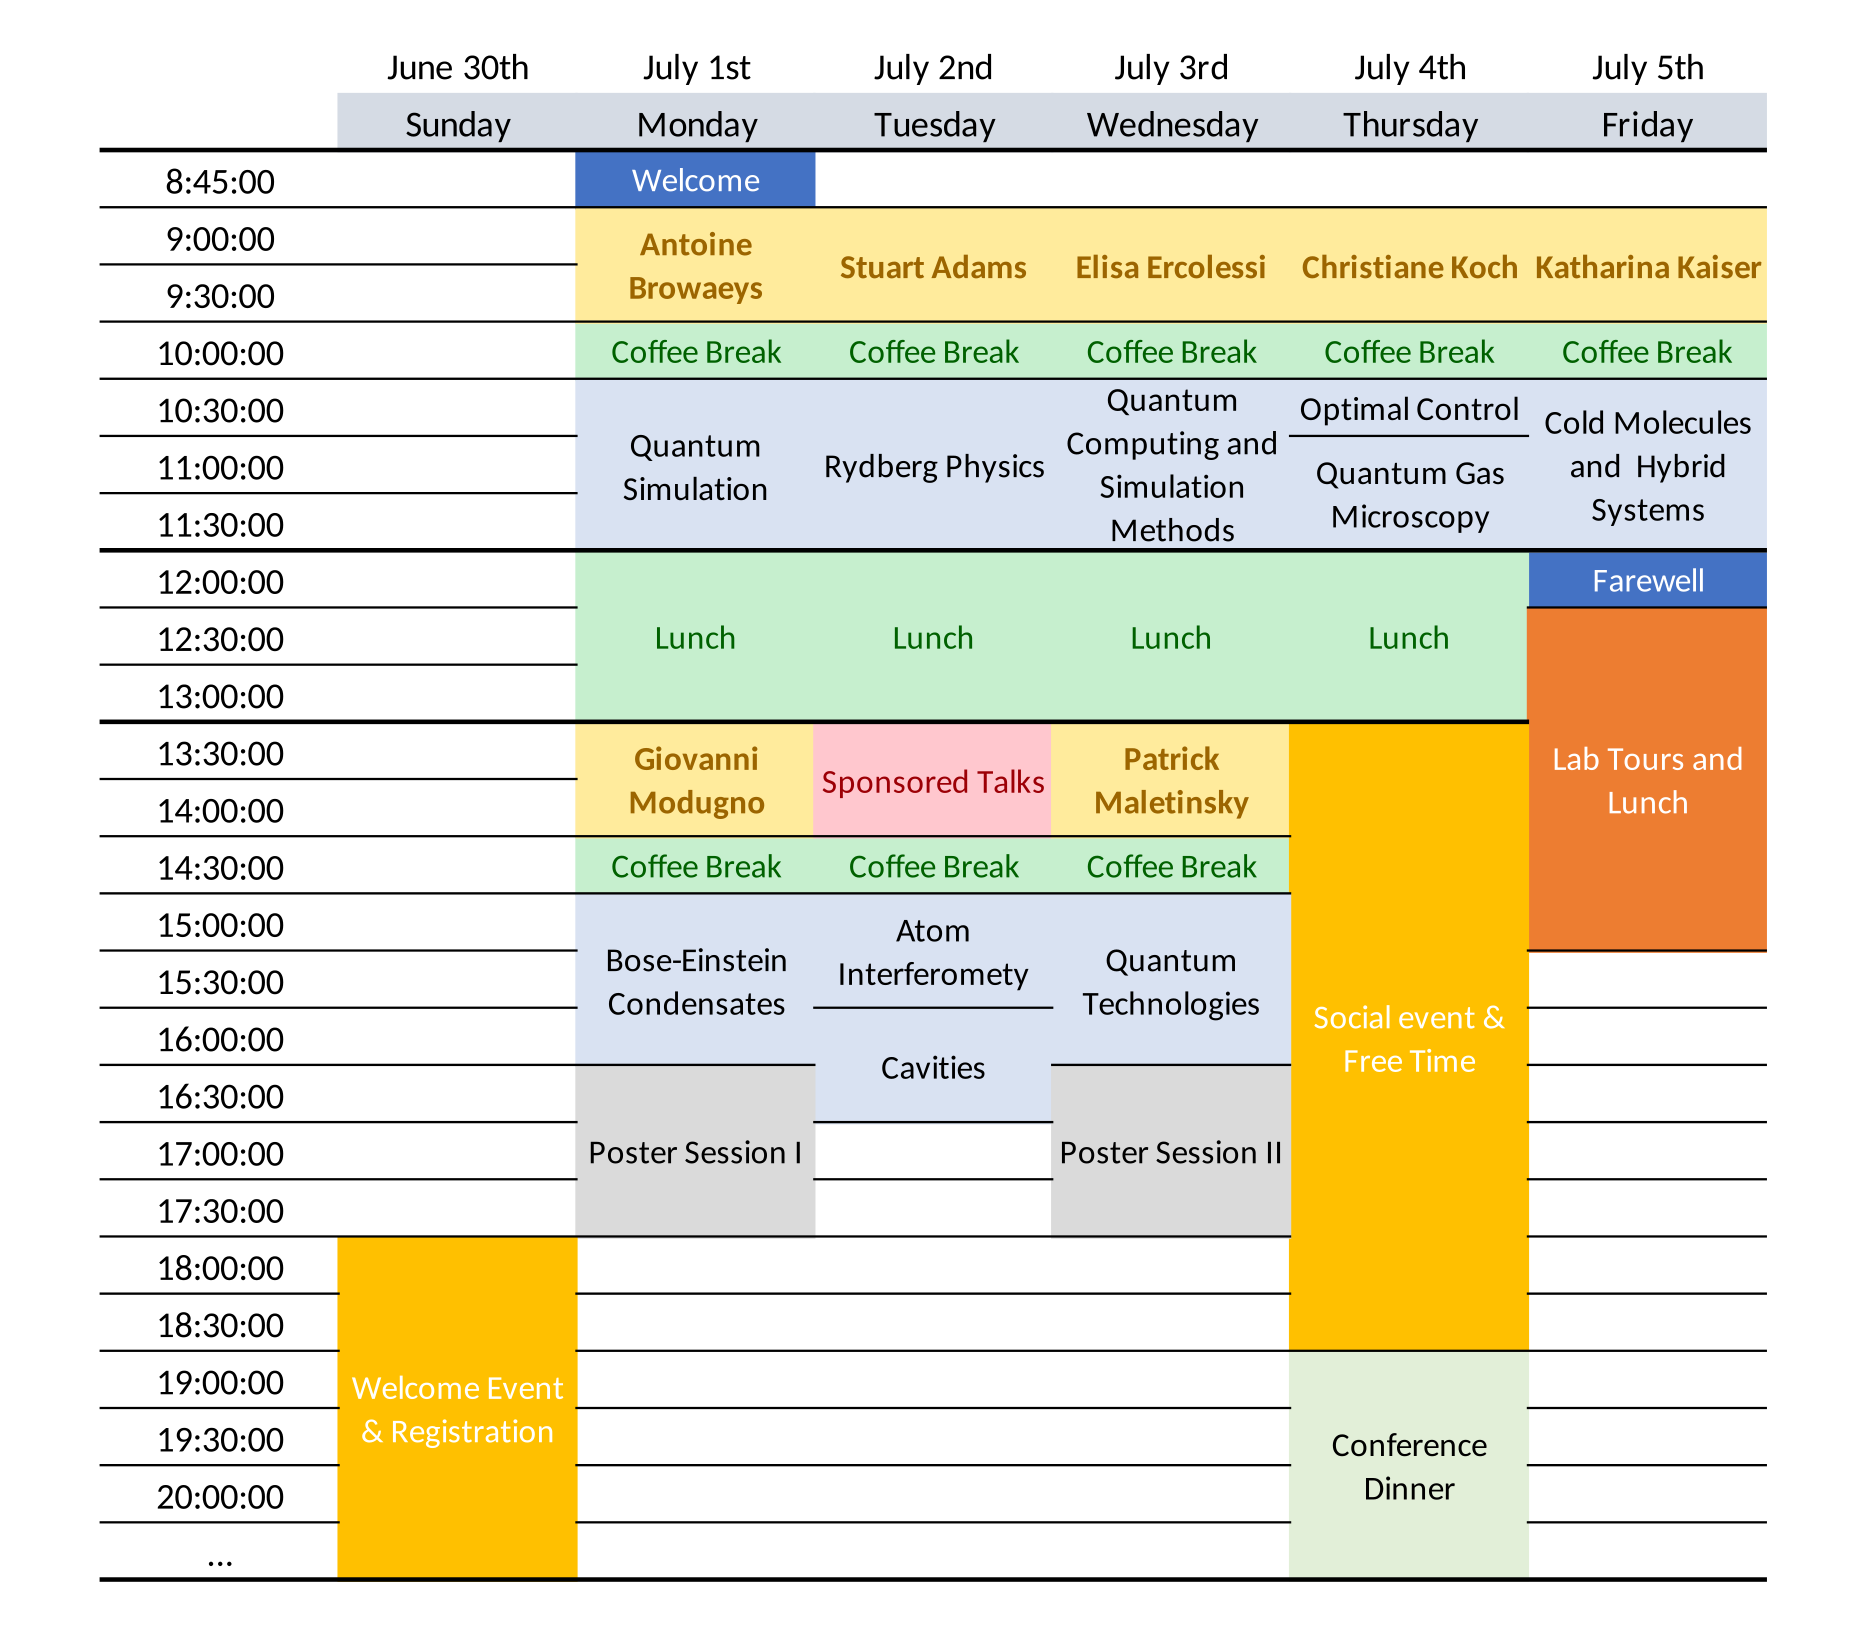 June 30th July 1st July 2nd July 3rd July 4th July 5th
Sunday Monday Tuesday Wednesday Thursday Friday
8:45:00 Welcome
9:00:00
9:30:00
Antoine
Browaeys
Stuart Adams
Elisa Ercolessi
Christiane Koch
Katharina Kaiser
10:00:00 Coffee Break Coffee Break Coffee Break Coffee Break Coffee Break
10:30:00
11:00:00
11:30:00
Quantum
Simulation
Rydberg Physics
Quantum
Computing and
Simulation
Methods
Optimal Control
Quantum Gas
Microscopy
Cold Molecules
and  Hybrid
Systems
12:00:00
12:30:00
13:00:00
Lunch Lunch Lunch Lunch
Farewell
13:30:00
14:00:00
Giovanni
Modugno
Sponsored Talks
Patrick
Maletinsky
Lab Tours and
Lunch
14:30:00 Coffee Break Coffee Break Coffee Break
15:00:00
15:30:00
16:00:00
16:30:00
17:00:00
17:30:00
Bose-Einstein
Condensates
Atom
Interferomety
Cavities
Quantum
Technologies
Social event &
Free Time
Poster Session I
Poster Session II
18:00:00
18:30:00
19:00:00
19:30:00
20:00:00
...
Welcome Event
& Registration
Conference
Dinner